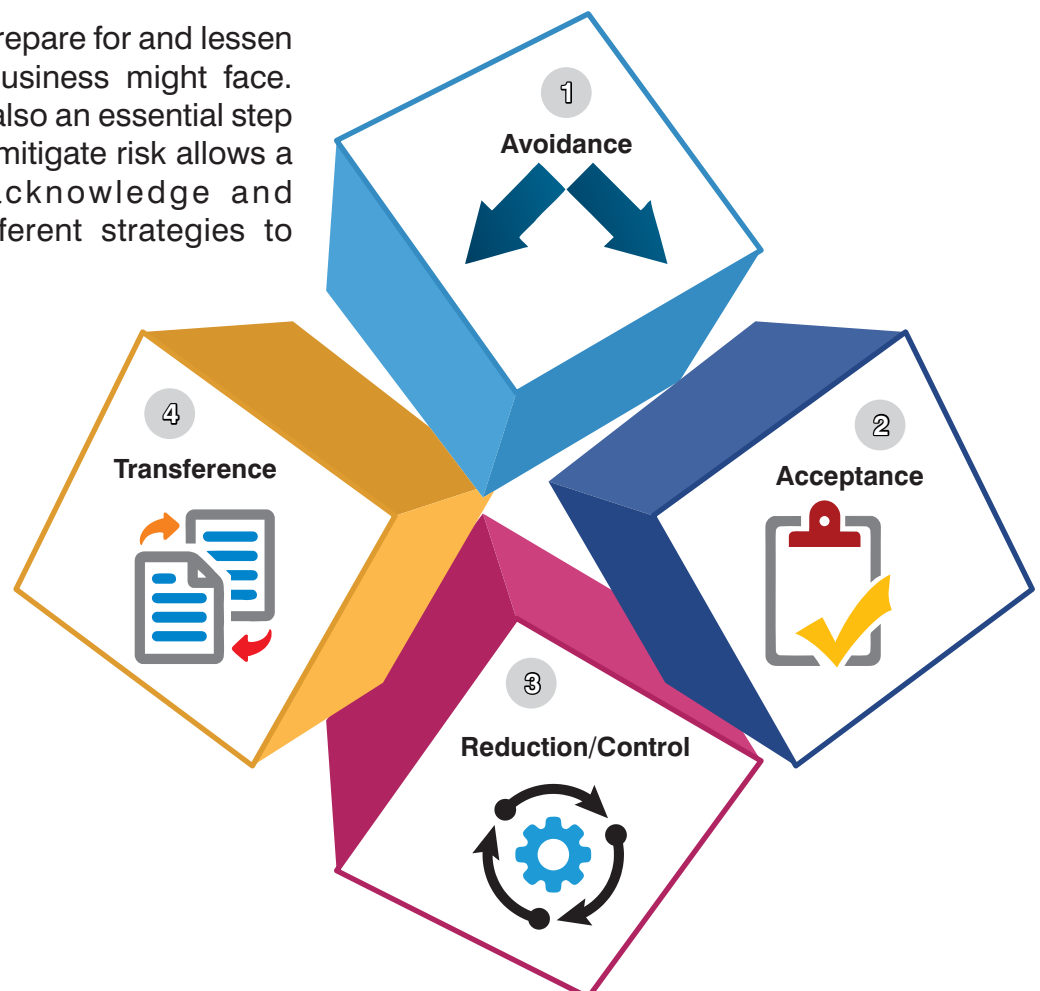 repare for and lessen
usiness might face.
also an essential step
mitigate risk allows a
cknowledge and
ferent strategies to
1
Avoidance
2
Acceptance
3
Reduction/Control
4
Transference